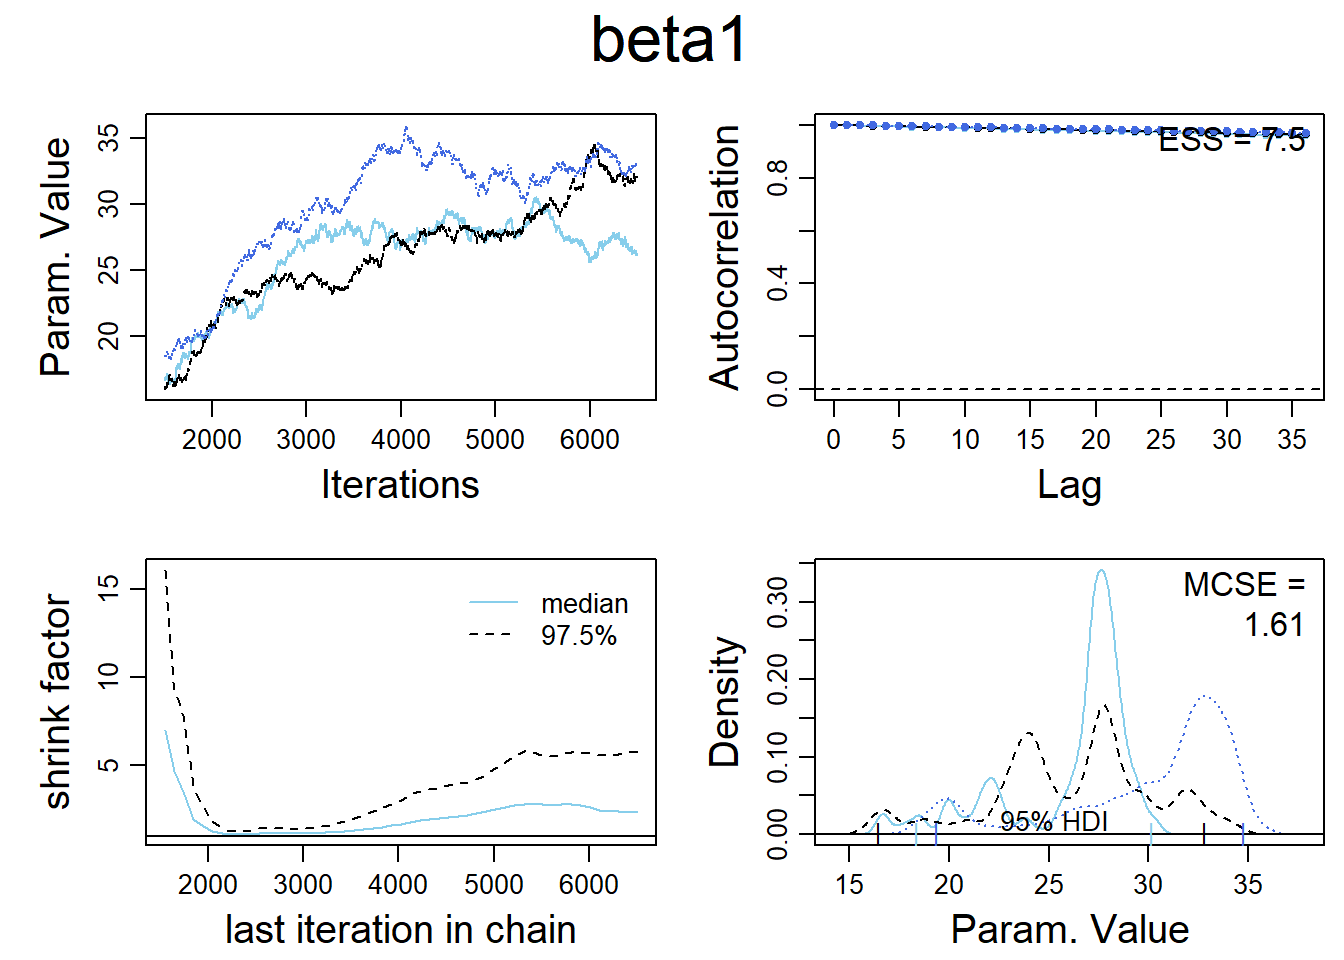 beta1
Param. Value
35
30
25
20
2000 3000 4000 5000 6000
Iterations
Autocorrelation
0.8
0.4
0.0
ESS = 7.5
0 5 10 15 20 25 30 35
Lag
shrink factor
15
10
5
median
97.5%
2000 3000 4000 5000 6000
last iteration in chain
Density
0.30
0.20
0.10
0.00
MCSE =
1.61
95% HDI
15 20 25 30 35
Param. Value